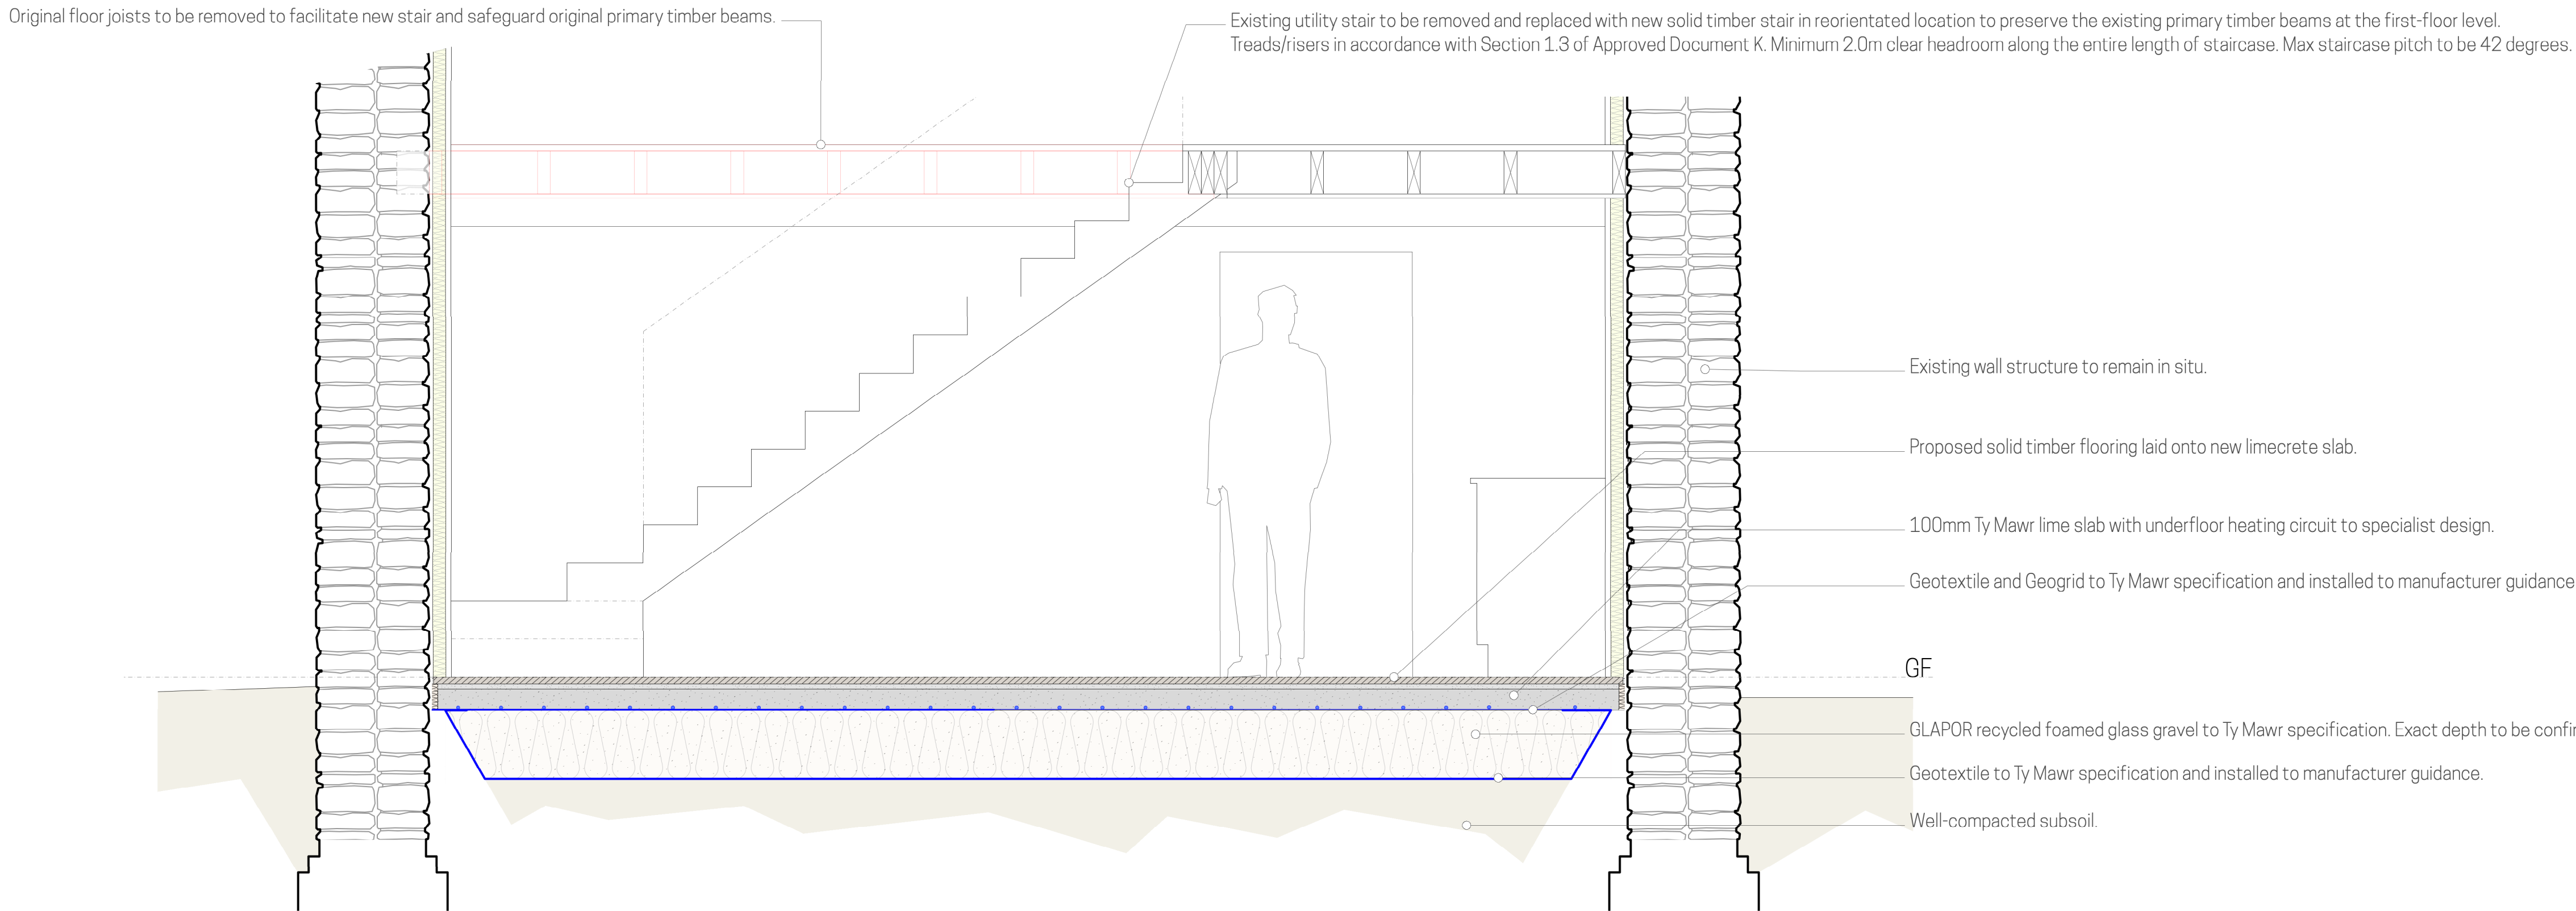 Original floor joists to be removed to facilitate new stair and safeguard original primary timber beams.
Existing utility stair to be removed and replaced with new solid timber stair in reorientated location to preserve the existing primary timber beams at the first-floor level.
Treads/risers in accordance with Section 1.3 of Approved Document K. Minimum 2.0m clear headroom along the entire length of staircase. Max staircase pitch to be 42 degrees.
Existing wall structure to remain in situ.
Proposed solid timber flooring laid onto new limecrete slab.
100mm Ty Mawr lime slab with underfloor heating circuit to specialist design.
Geotextile and Geogrid to Ty Mawr specification and installed to manufacturer guidance
GF
GLAPOR recycled foamed glass gravel to Ty Mawr specification. Exact depth to be
Geotextile to Ty Mawr specification and installed to manufacturer guidance.
Well-compacted subsoil.